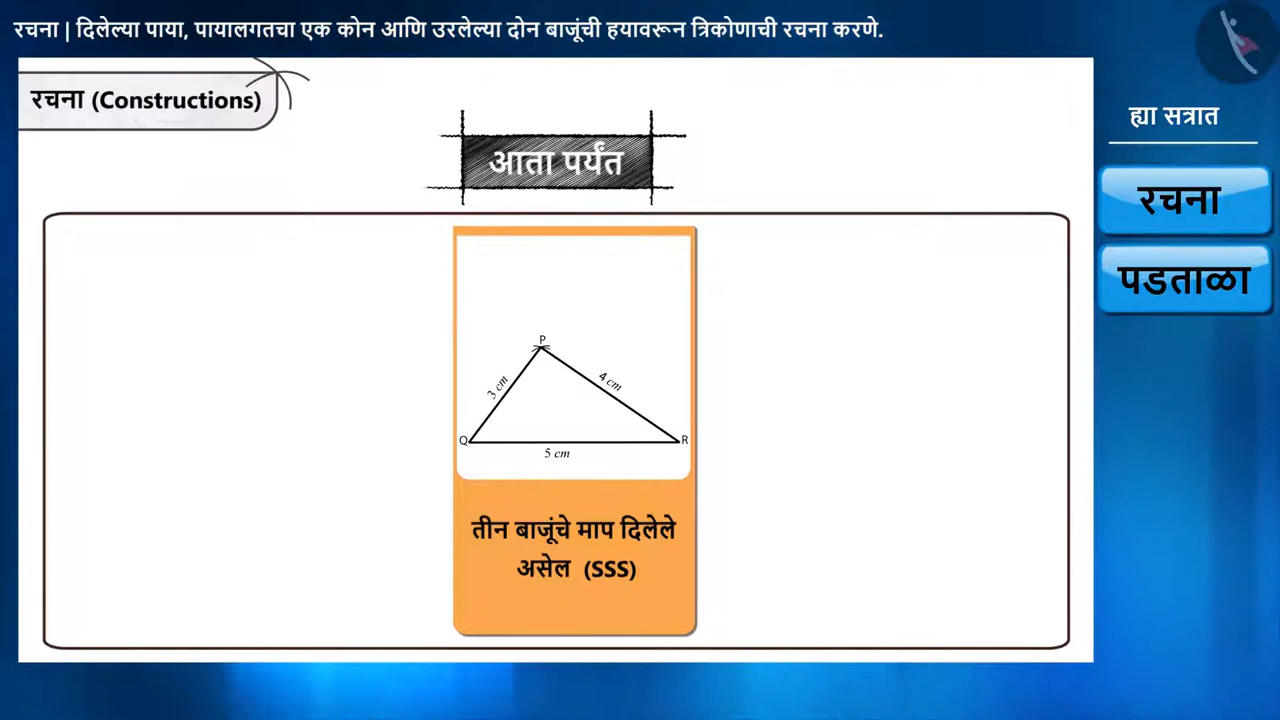 रचना | दिलेल्या पाया, पायालगतचा एक कोन आणि उरलेल्या दोन बाजूंची हयावरून त्रिकोणाची रचना करणे.
रचना (Constructions)
ह्या सत्रात
आता पर्यंत
रचना
पडताळा
P
3 cm
4 cm
Q
R
5 cm
तीन बाजूंचे माप दिलेले
असेल (SSS)